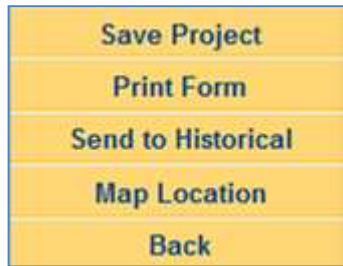 Save Project
Print Form
Send to Historical
Map Location
Back